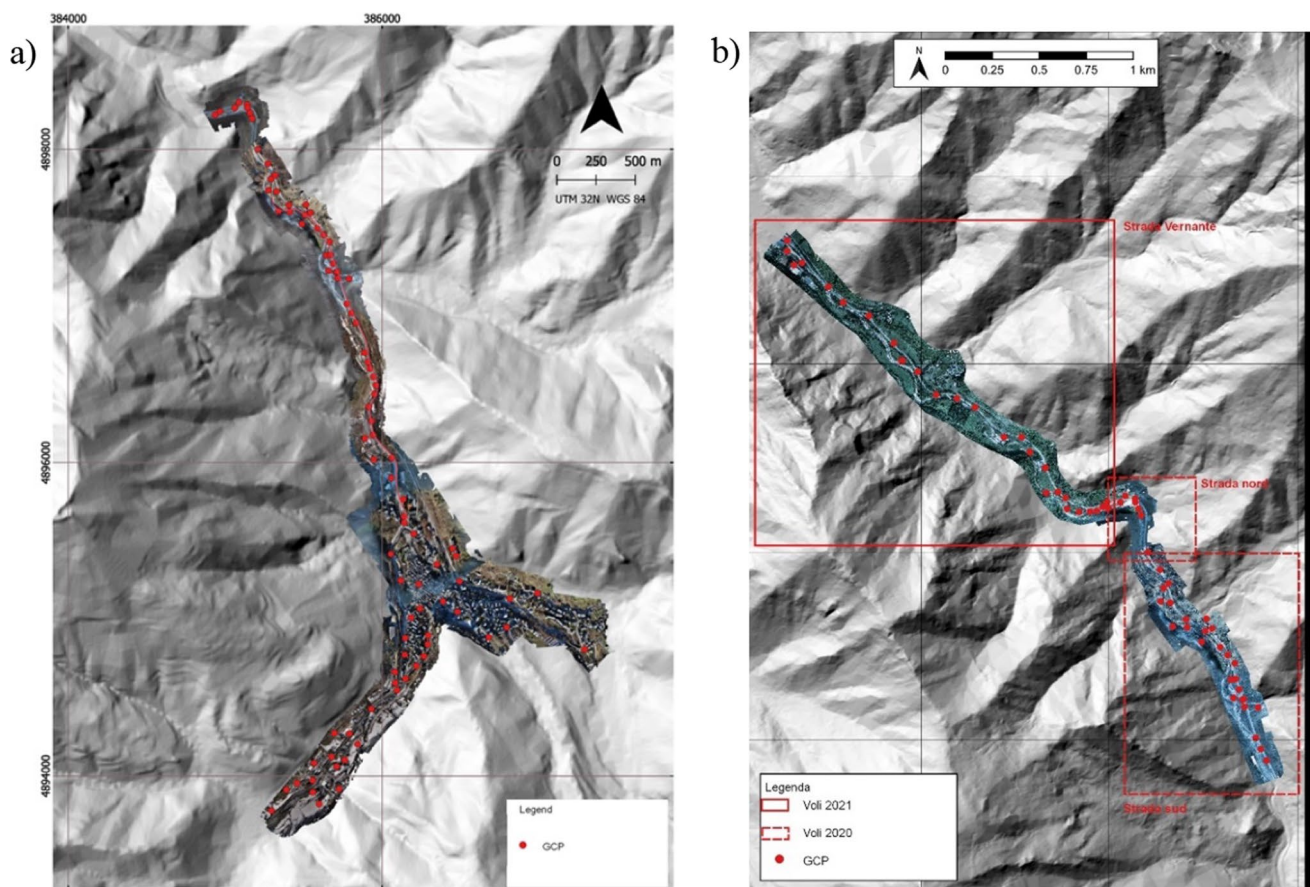 a)
384000
386000
4898000
4896000
4894000
0 250 500 m
UTM 32N WGS 84
Legend
GCP
b)
N
0 0.25 0.5 0.75 1 km
Strada Vernante
Strada nord
Strada sud
Legenda
Voli 2021
Voli 2020
GCP